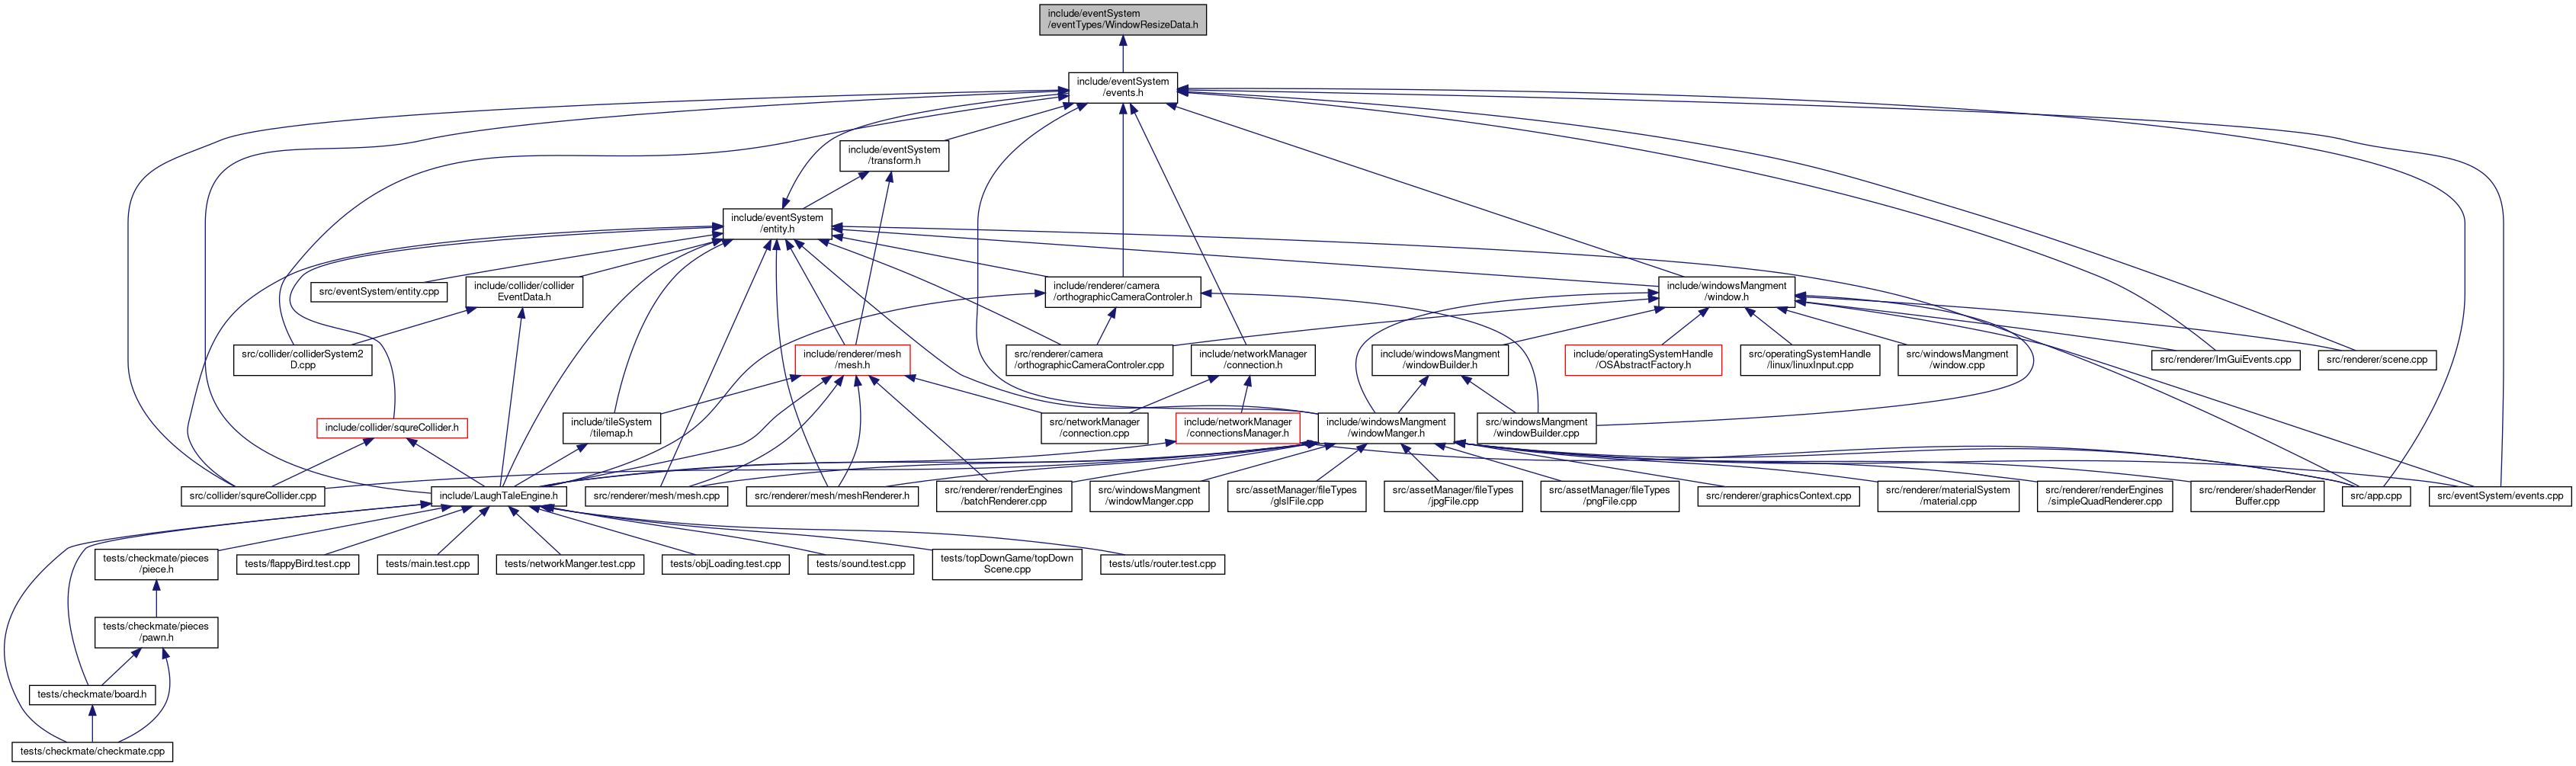 include/eventSystem
/eventTypes/WindowResizeData.h
include/eventSystem
/events.h
include/eventSystem
/transform.h
include/eventSystem
/entity.h
src/eventSystem/entity.cpp
include/collider/collider
EventData.h
include/renderer/camera
/orthographicCameraControler.h
include/windowsMangment
/window.h
src/collider/colliderSystem2
D.cpp
include/renderer/mesh
/mesh.h
src/renderer/camera
/orthographicCameraControler.cpp
include/networkManager
/connection.h
include/windowsMangment
/windowBuilder.h
include/operatingSystemHandle
/OSAbstractFactory.h
src/operatingSystemHandle
/linux/linuxInput.cpp
src/windowsMangment
/window.cpp
src/renderer/ImGuiEvents.cpp
src/renderer/scene.cpp
include/collider/squreCollider.h
include/tileSystem
/tilemap.h
src/networkManager
/connection.cpp
include/networkManager
/connectionsManager.h
include/windowsMangment
/windowManger.h
src/windowsMangment
/windowBuilder.cpp
src/collider/squreCollider.cpp
include/LaughTaleEngine.h
src/renderer/mesh/mesh.cpp
src/renderer/mesh/meshRenderer.h
src/renderer/renderEngines
/batchRenderer.cpp
src/windowsMangment
/windowManger.cpp
src/assetManager/fileTypes
/glslFile.cpp
src/assetManager/fileTypes
/jpgFile.cpp
src/assetManager/fileTypes
/pngFile.cpp
src/renderer/graphicsContext.cpp
src/renderer/materialSystem
/material.cpp
src/renderer/renderEngines
/simpleQuadRenderer.cpp
src/renderer/shaderRender
Buffer.cpp
src/app.cpp
src/eventSystem/events.cpp
tests/checkmate/pieces
/piece.h
tests/flappyBird.test.cpp
tests/main.test.cpp
tests/networkManger.test.cpp
tests/objLoading.test.cpp
tests/sound.test.cpp
tests/topDownGame/topDown
Scene.cpp
tests/utls/router.test.cpp
tests/checkmate/pieces
/pawn.h
tests/checkmate/board.h
tests/checkmate/checkmate.cpp